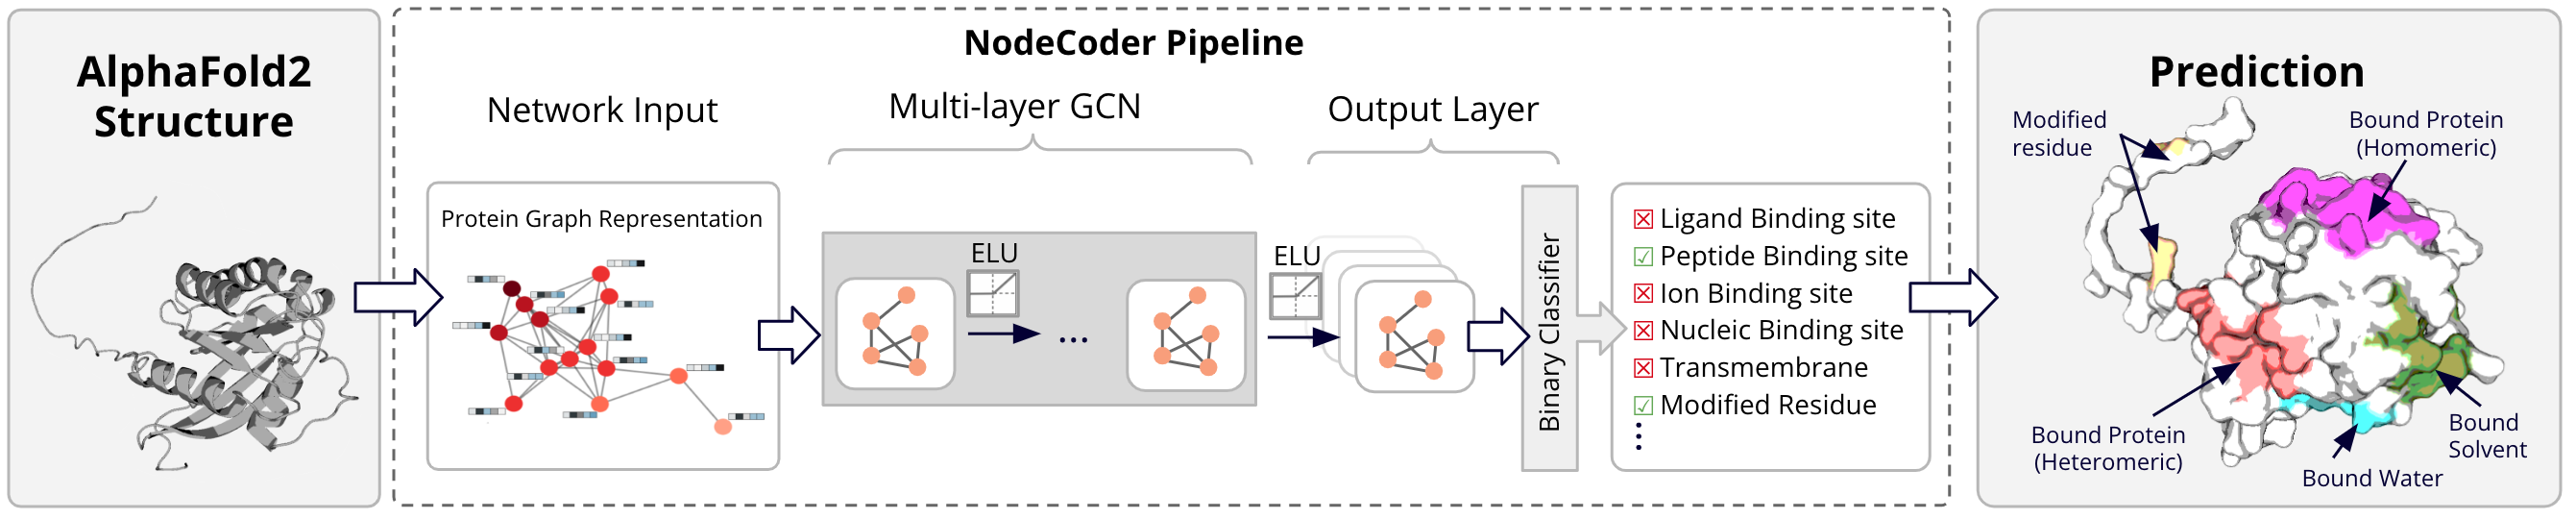 AlphaFold2
Structure
NodeCoder Pipeline
Network Input
Multi-layer GCN
Output Layer
Protein Graph Representation
ELU
...
ELU
Binary Classifier
☒ Ligand Binding site
☑ Peptide Binding site
☒ Ion Binding site
☒ Nucleic Binding site
☒ Transmembrane
☑ Modified Residue
Prediction
Modified
residue
Bound Protein
(Homomeric)
Bound Protein
(Heteromeric)
Bound Water
Bound
Solvent